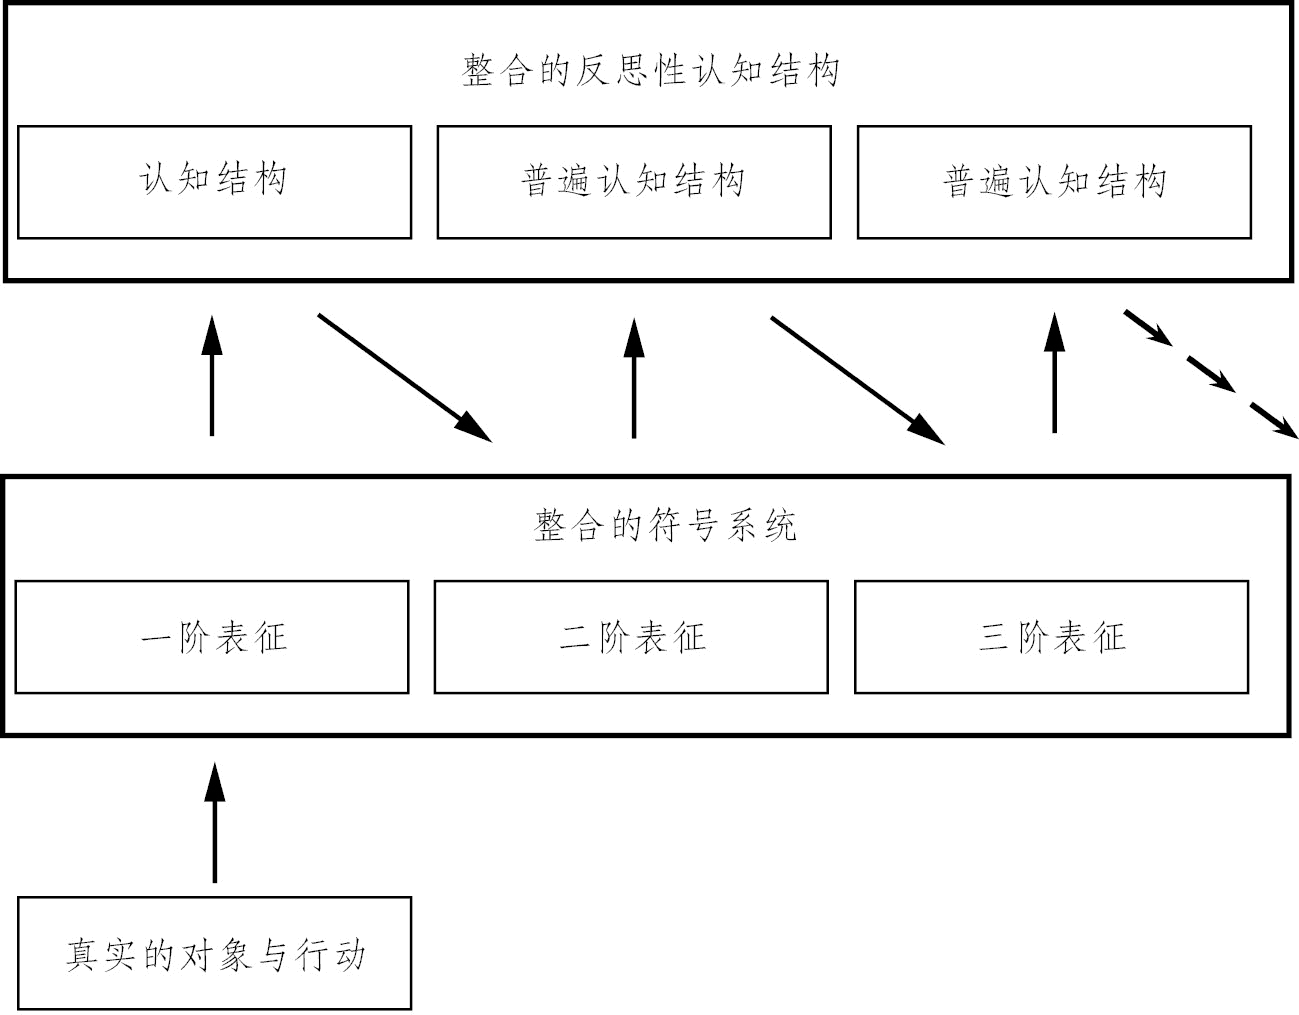 整合的反思性认知结构
认知结构
普遍认知结构
普遍认知结构
整合的符号系统
一阶表征
二阶表征
三阶表征
真实的对象与行动